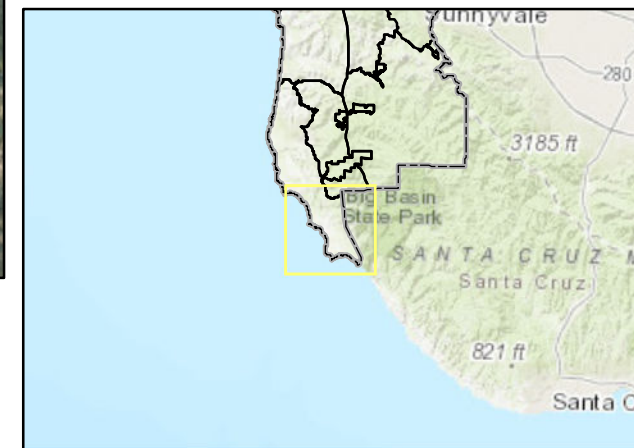 Sunnyvale
280
3185 ft
Big Basin
State Park
SANTA CRUZ M
Santa Cruz
821 ft
Santa C